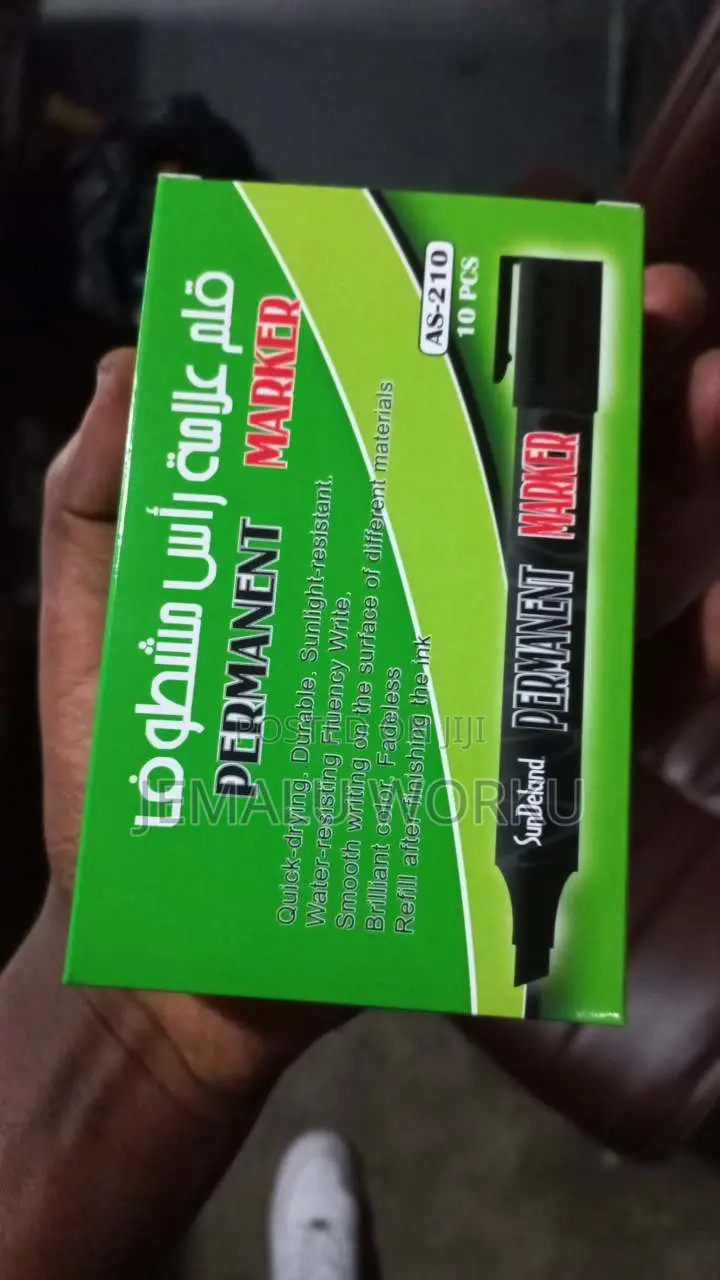 قلم علامة رأس مشطوفة
PERMANENT MARKER
Quick-drying. Durable. Sunlight-resistant.
Water-resisting Fluency Write.
Smooth writing on the surface of different materials
Brilliant color. Fadeless
Refill after finishing the ink
AS-210
10 PCS
SunDeland
PERMANENT MARKER
POSTED ON JIJI
JEMALU WORKU